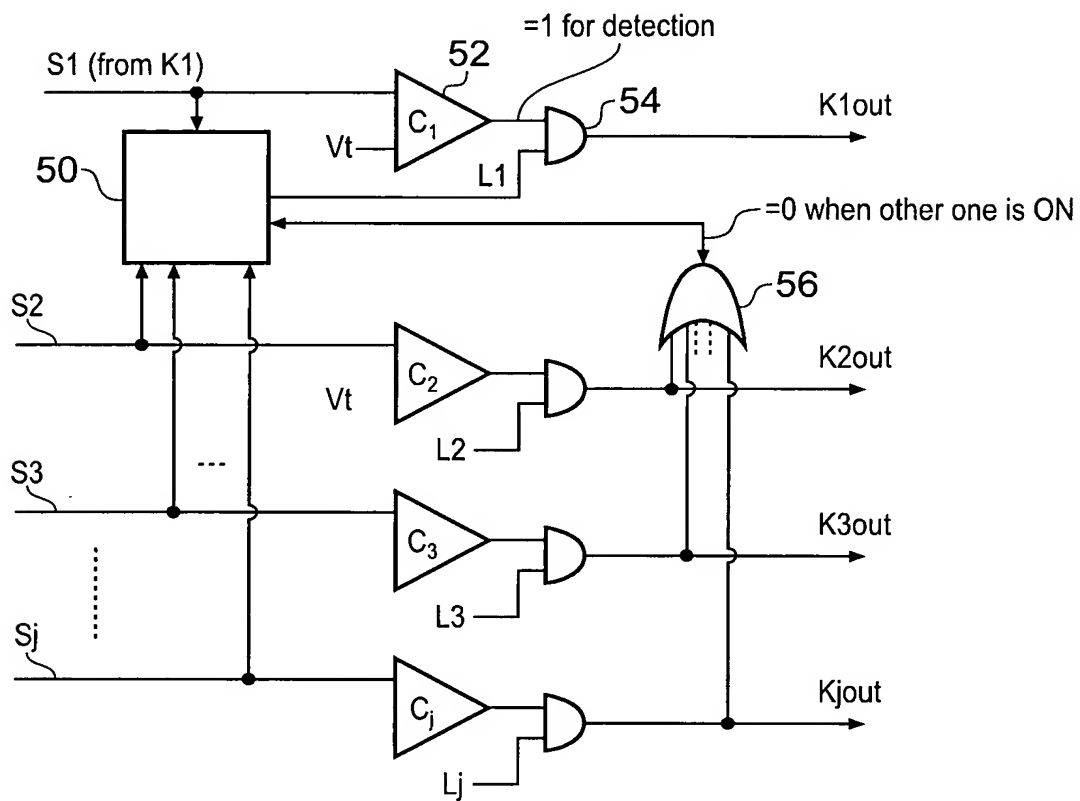 =1 for detection
S1 (from K1)
52
54
K1out
C1
Vt
50
L1
=0 when other one is ON
56
S2
C2
K2out
Vt
L2
S3
C3
K3out
L3
Sj
Cj
Kjout
Lj